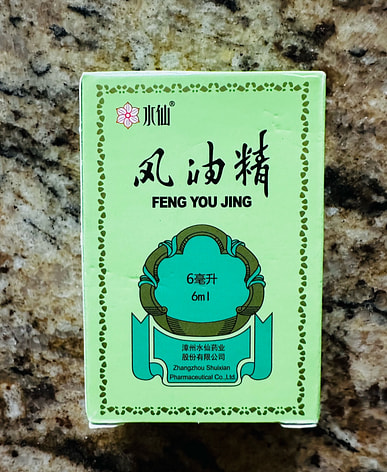 水仙®
风油精
FENG YOU JING
6毫升
6ml
漳州水仙药业
股份有限公司
Zhangzhou Shuixian
Pharmaceutical Co.,Ltd.